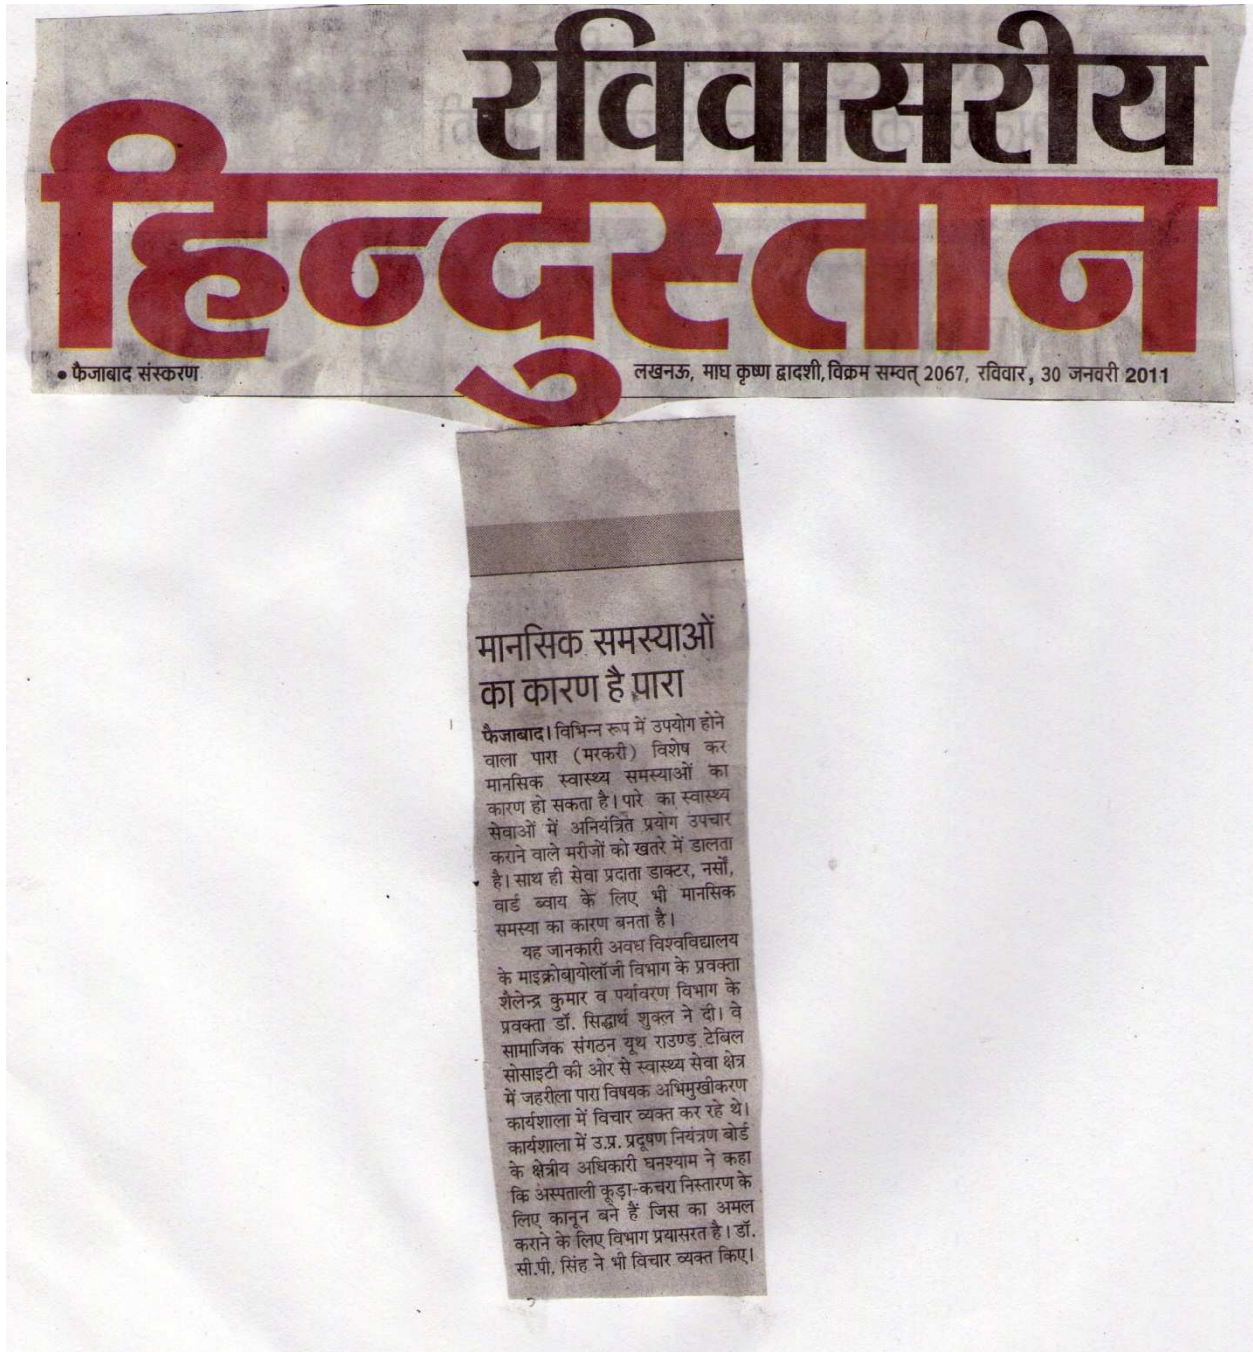 रविवासरीय
हिन्दुस्तान
• फैजाबाद संस्करण
लखनऊ, माघ कृष्ण द्वादशी, विक्रम सम्वत् 2067, रविवार, 30 जनवरी 2011
मानसिक समस्याओं
का कारण है पारा
फैजाबाद। विभिन्न रूप में उपयोग होने
वाला पारा (मरकरी) विशेष कर
मानसिक स्वास्थ्य समस्याओं का
कारण हो सकता है। पारे का स्वास्थ्य
सेवाओं में अनियंत्रित प्रयोग उपचार
कराने वाले मरीजों को खतरे में डालता
है। साथ ही सेवा प्रदाता डाक्टर, नर्सों,
वार्ड ब्वाय के लिए भी मानसिक
समस्या का कारण बनता है।
यह जानकारी अवध विश्वविद्यालय
के माइक्रोबायोलॉजी विभाग के प्रवक्ता
शैलेन्द्र कुमार व पर्यावरण विभाग के
प्रवक्ता डॉ. सिद्धार्थ शुक्ल ने दी। वे
सामाजिक संगठन यूथ राउण्ड टेबिल
सोसाइटी की ओर से स्वास्थ्य सेवा क्षेत्र
में जहरीला पारा विषयक अभिमुखीकरण
कार्यशाला में विचार व्यक्त कर रहे थे।
कार्यशाला में उ.प्र. प्रदूषण नियंत्रण बोर्ड
के क्षेत्रीय अधिकारी घनश्याम ने कहा
कि अस्पताली कूड़ा-कचरा निस्तारण के
लिए कानून बने हैं जिस का अमल
कराने के लिए विभाग प्रयासरत है। डॉ.
सी.पी. सिंह ने भी विचार व्यक्त किए।